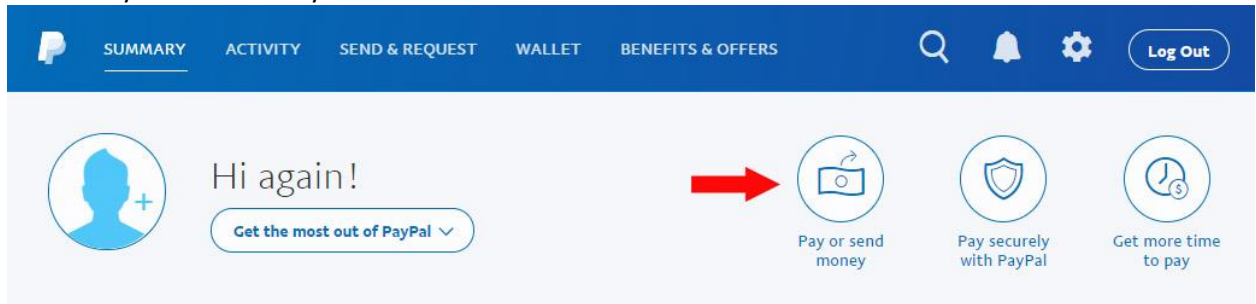 SUMMARY ACTIVITY SEND & REQUEST WALLET BENEFITS & OFFERS Log Out
Hi again!
Get the most out of PayPal
Pay or send
money
Pay securely
with PayPal
Get more time
to pay